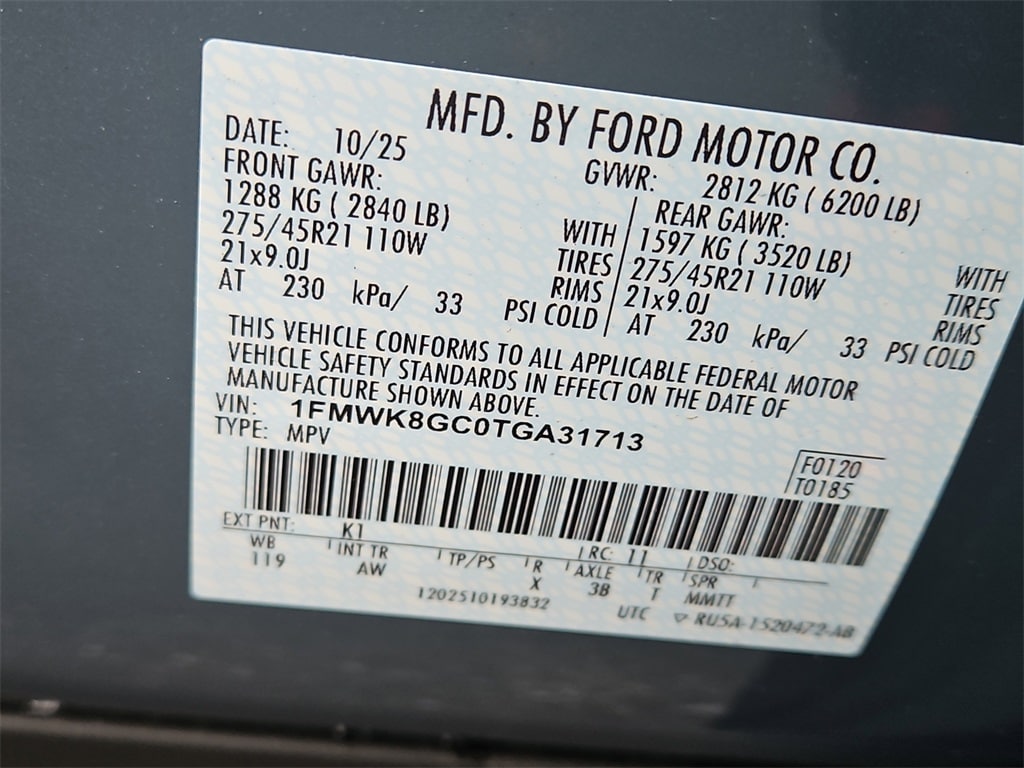 MFD. BY FORD MOTOR CO.
DATE: 10/25 GVWR: 2812 KG ( 6200 LB)
FRONT GAWR: REAR GAWR:
1288 KG ( 2840 LB) WITH 1597 KG ( 3520 LB) WITH
275/45R21 110W TIRES 275/45R21 110W TIRES
21x9.0J RIMS 21x9.0J RIMS
AT 230 kPa/ 33 PSI COLD AT 230 kPa/ 33 PSI COLD
THIS VEHICLE CONFORMS TO ALL APPLICABLE FEDERAL MOTOR
VEHICLE SAFETY STANDARDS IN EFFECT ON THE DATE OF
MANUFACTURE SHOWN ABOVE.
VIN: 1FMWK8GC0TGA31713
TYPE: MPV
F0120
T0185
EXT PNT: K1 RC: 11 DSO:
WB INT TR TP/PS R AXLE TR SPR
119 AW X 3B T MMTT
1202510193832 UTC ▽ RU5A-1520472-AB